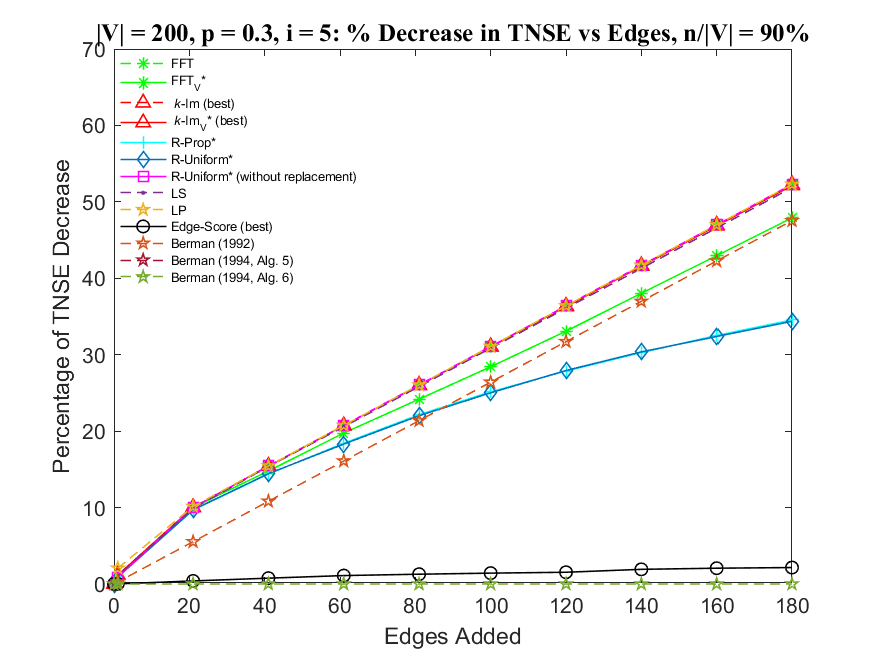 |V| = 200, p = 0.3, i = 5: % Decrease in TNSE vs Edges, n/|V| = 90%
70
60
50
40
30
20
10
0
Percentage of TNSE Decrease
FFT
FFT_V*
k-lm (best)
k-lm_V* (best)
R-Prop*
R-Uniform*
R-Uniform* (without replacement)
LS
LP
Edge-Score (best)
Berman (1992)
Berman (1994, Alg. 5)
Berman (1994, Alg. 6)
0 20 40 60 80 100 120 140 160 180
Edges Added